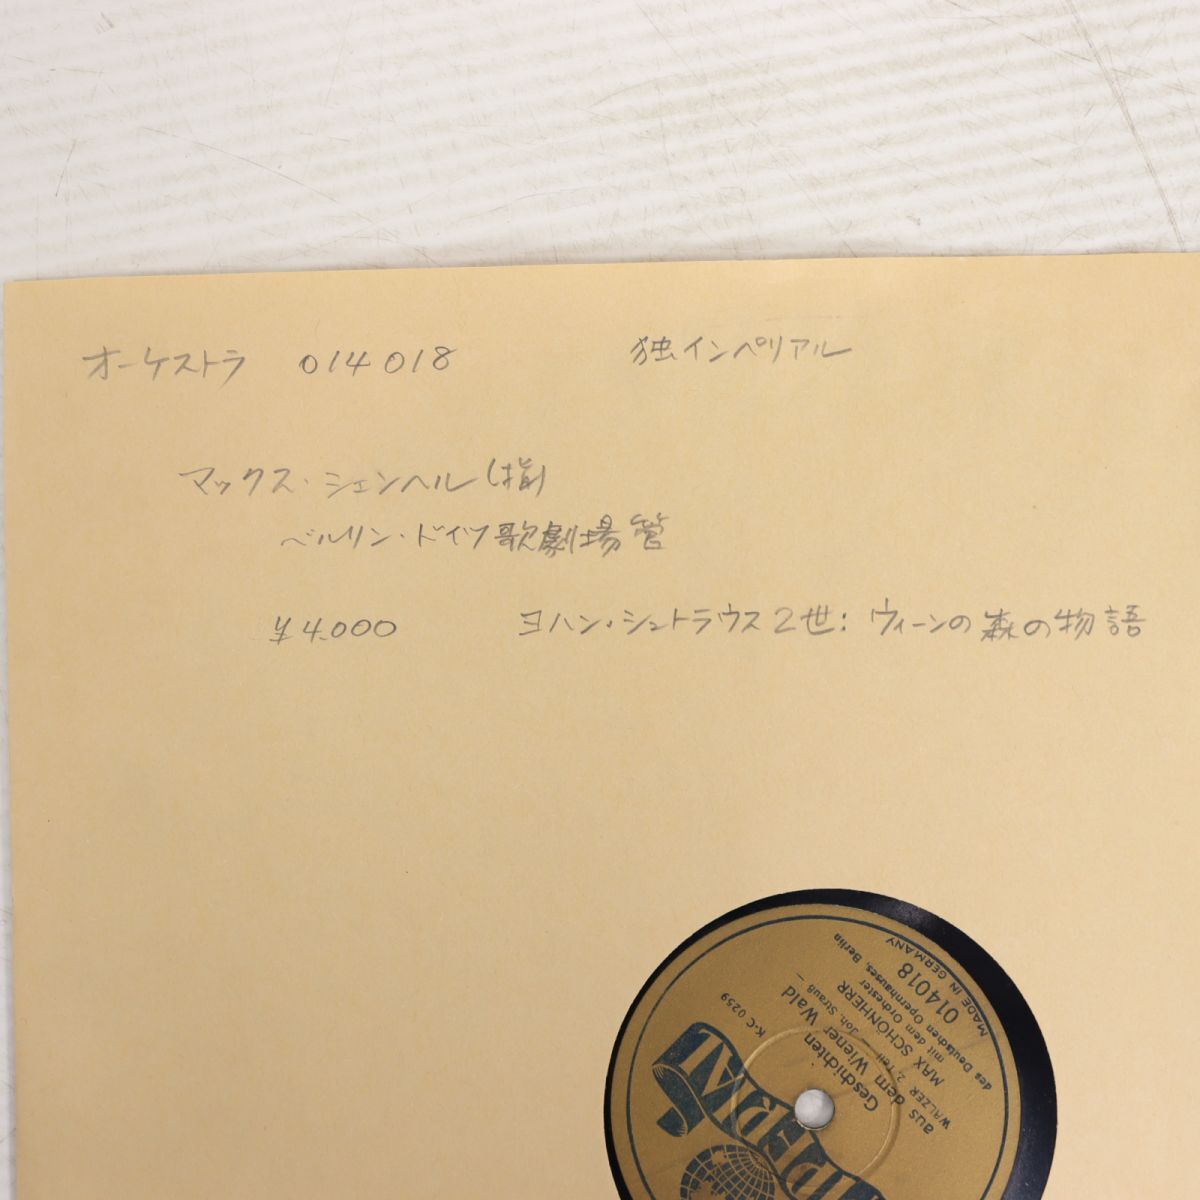 オーケストラ 014018 独インペリアル
マックス・シェンヘル(指)
ベルリン・ドイツ歌劇場管
¥4.000 ヨハン・シュトラウス2世: ウィーンの森の物語
PERIAL
K-C 0259
Geschichten
aus dem Wiener Wald
WALZER 2. Teil Joh. Strauß
MAX SCHÖNHERR
mit dem Orchester
des Deutschen Opernhauses, Berlin
014018
MADE IN GERMANY